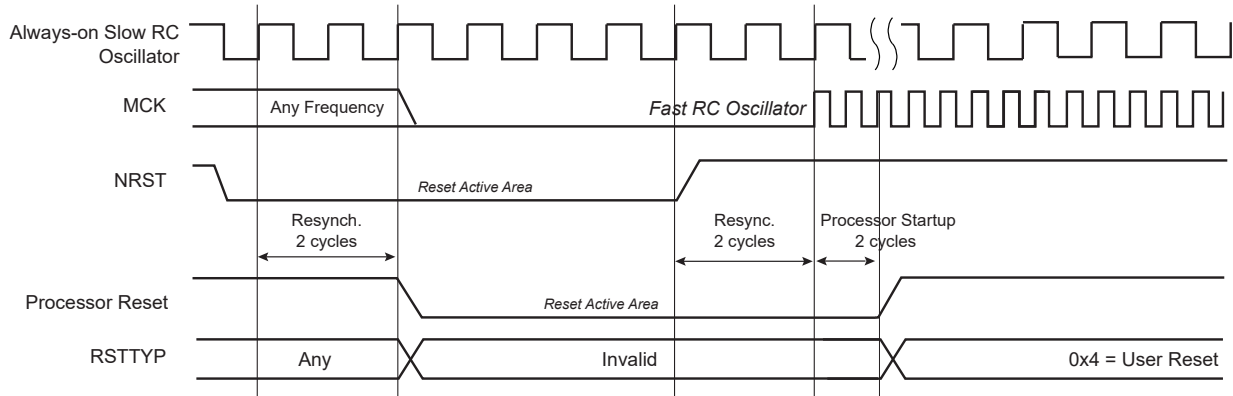 Always-on Slow RC
Oscillator
MCK
Any Frequency
Fast RC Oscillator
NRST
Reset Active Area
Resynch.
2 cycles
Resync.
2 cycles
Processor Startup
2 cycles
Processor Reset
Reset Active Area
RSTTYP
Any
Invalid
0x4 = User Reset